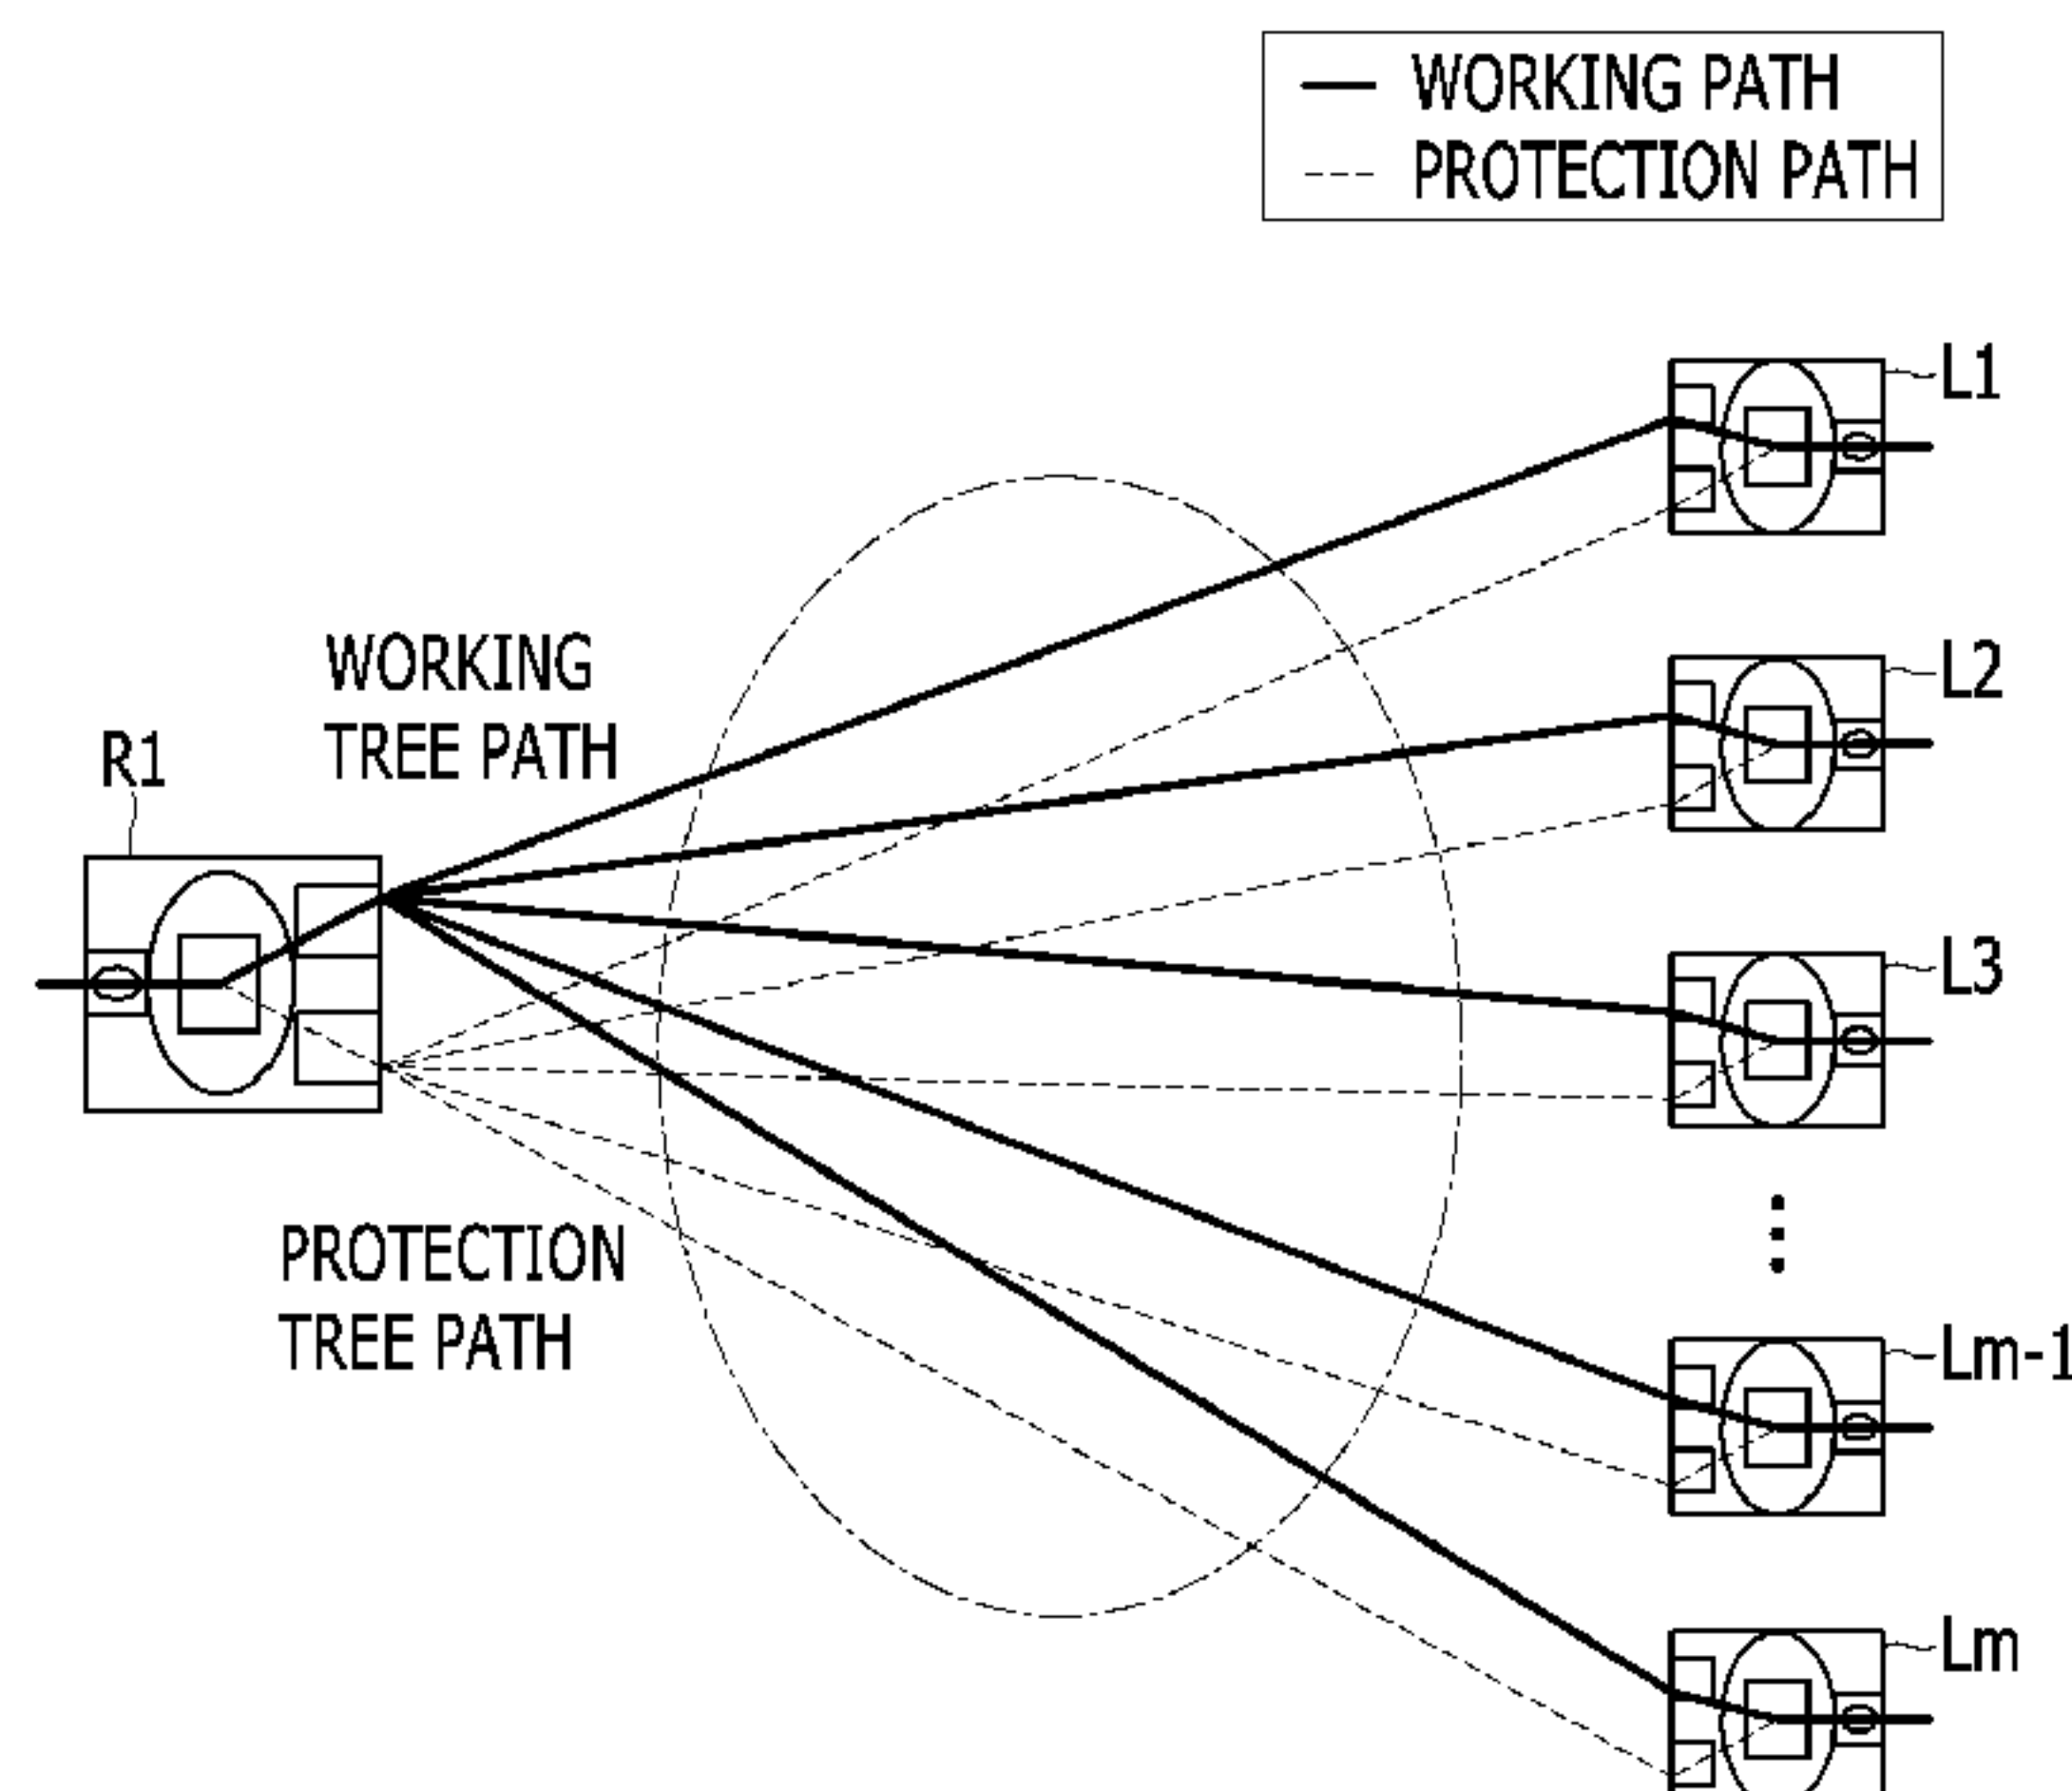 WORKING PATH
PROTECTION PATH
L1
WORKING
TREE PATH
L2
R1
L3
PROTECTION
TREE PATH
Lm-1
Lm